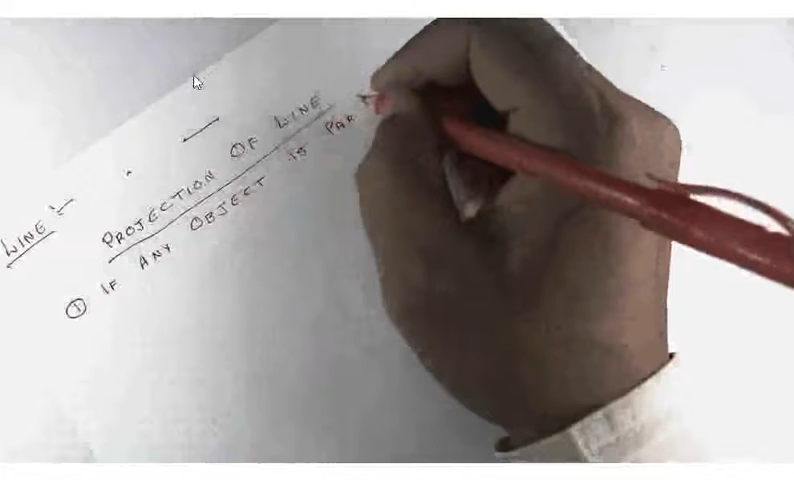 LINE :-
PROJECTION OF LINE
① IF ANY OBJECT IS PAR